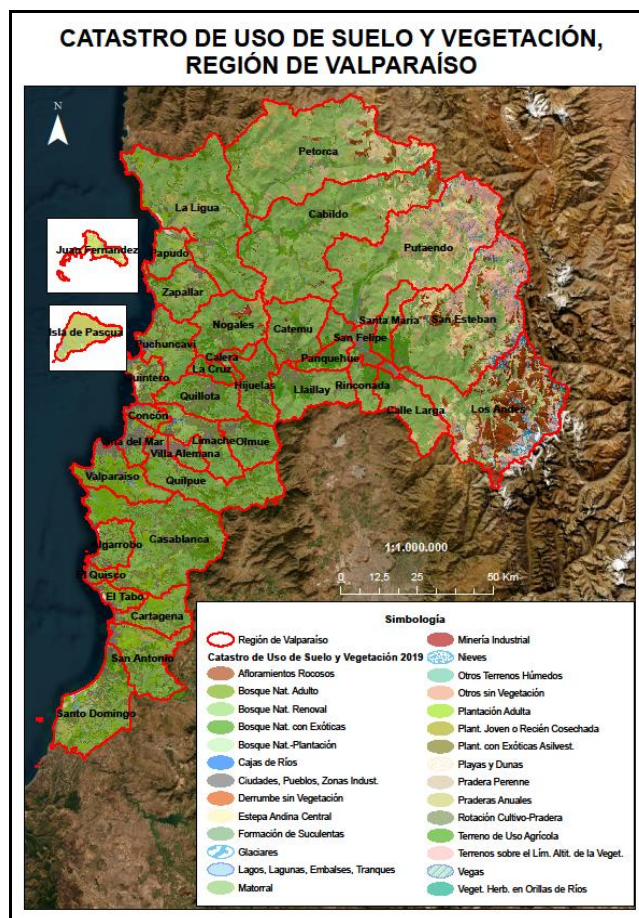 CATASTRO DE USO DE SUELO Y VEGETACIÓN,
REGIÓN DE VALPARAÍSO
N
Petorca
La Ligua
Cabildo
Juan Fernandez
Putaendo
Papudo
Zapallar
Isla de Pascua
Nogales
Catemu
Santa Maria
San Esteban
San Felipe
Puchuncavi
Calera
La Cruz
Panquehue
Quintero
Hijuelas
Llaillay
Rinconada
Quillota
Calle Larga
Los Andes
Concón
Viña del Mar
Limache
Olmue
Villa Alemana
Valparaíso
Quilpue
Casablanca
lgarrobo
1:1.000.000
Quisco
0 12,5 25 50 Km
El Tabo
Cartagena
San Antonio
Santo Domingo
Simbología
Región de Valparaíso
Catastro de Uso de Suelo y Vegetación 2019
Afloramientos Rocosos
Bosque Nat. Adulto
Bosque Nat. Renoval
Bosque Nat. con Exóticas
Bosque Nat.-Plantación
Cajas de Ríos
Ciudades, Pueblos, Zonas Indust.
Derrumbe sin Vegetación
Estepa Andina Central
Formación de Suculentas
Glaciares
Lagos, Lagunas, Embalses, Tranques
Matorral
Minería Industrial
Nieves
Otros Terrenos Húmedos
Otros sin Vegetación
Plantación Adulta
Plant. Joven o Recién Cosechada
Plant. con Exóticas Asilvest.
Playas y Dunas
Pradera Perenne
Praderas Anuales
Rotación Cultivo-Pradera
Terreno de Uso Agrícola
Terrenos sobre el Lím. Altit. de la Veget.
Vegas
Veget. Herb. en Orillas de Ríos